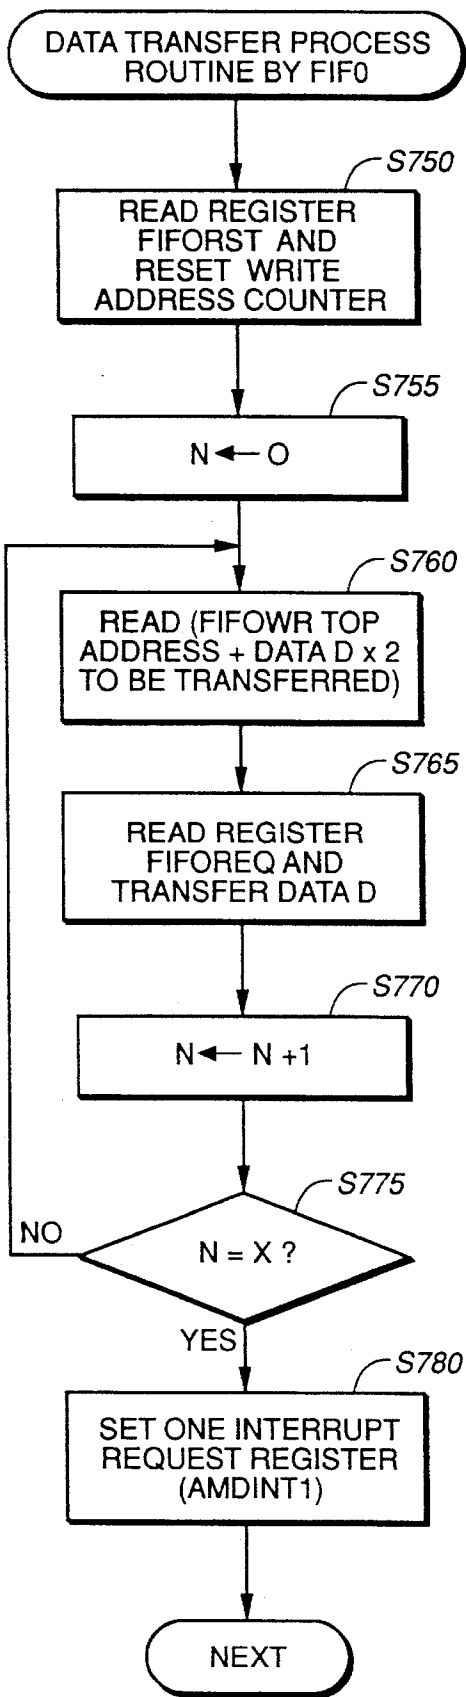 DATA TRANSFER PROCESS
ROUTINE BY FIFO
S750
READ REGISTER
FIFORST AND
RESET WRITE
ADDRESS COUNTER
S755
N ← O
S760
READ (FIFOWR TOP
ADDRESS + DATA D x 2
TO BE TRANSFERRED)
S765
READ REGISTER
FIFOREQ AND
TRANSFER DATA D
S770
N ← N +1
S775
NO
N = X ?
YES
S780
SET ONE INTERRUPT
REQUEST REGISTER
(AMDINT1)
NEXT